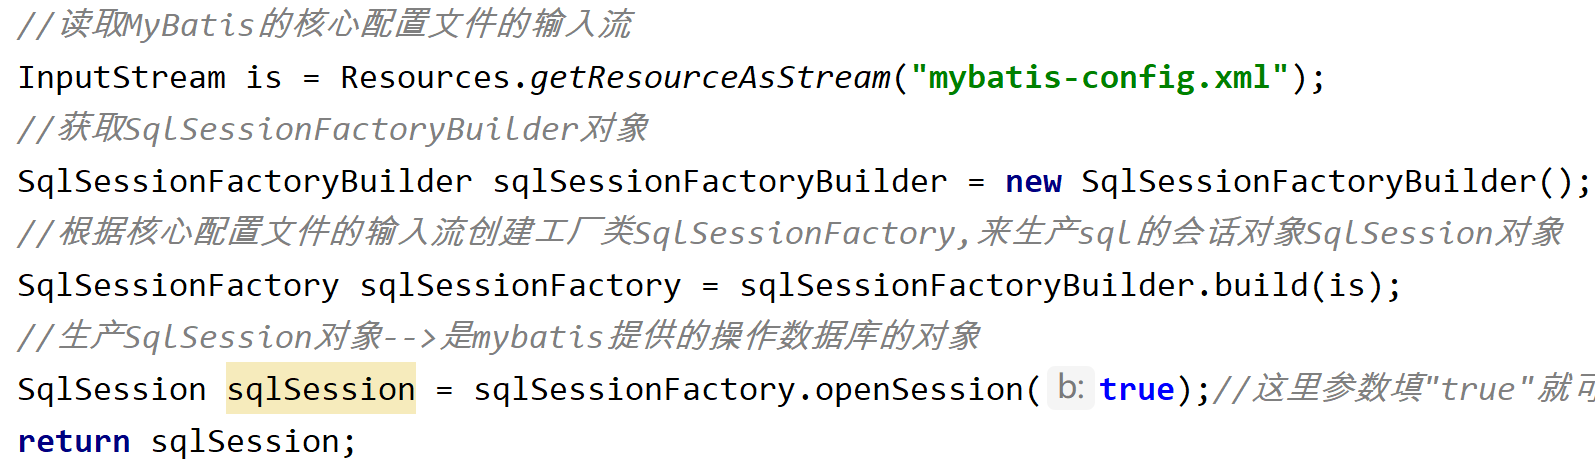 //读取MyBatis的核心配置文件的输入流
InputStream is = Resources.getResourceAsStream("mybatis-config.xml");
//获取SqlSessionFactoryBuilder对象
SqlSessionFactoryBuilder sqlSessionFactoryBuilder = new SqlSessionFactoryBuilder();
//根据核心配置文件的输入流创建工厂类SqlSessionFactory,来生产sql的会话对象SqlSession对象
SqlSessionFactory sqlSessionFactory = sqlSessionFactoryBuilder.build(is);
//生产SqlSession对象-->是mybatis提供的操作数据库的对象
SqlSession sqlSession = sqlSessionFactory.openSession( b: true);//这里参数填"true"就可
return sqlSession;